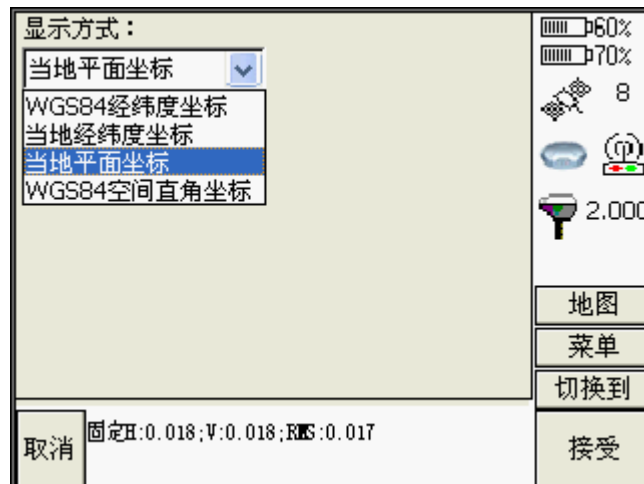 显示方式：
当地平面坐标
WGS84经纬度坐标
当地经纬度坐标
当地平面坐标
WGS84空间直角坐标
60%
70%
8
2.000
地图
菜单
切换到
取消
固定H:0.018;V:0.018;RMS:0.017
接受